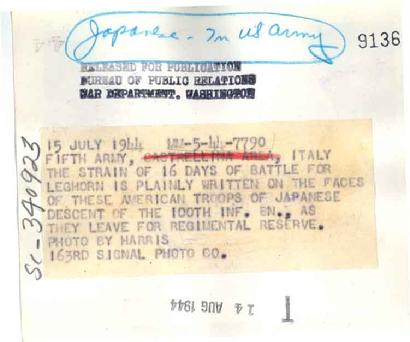 Japanese - In US Army
9136
44
RELEASED FOR PUBLICATION
BUREAU OF PUBLIC RELATIONS
WAR DEPARTMENT, WASHINGTON
15 JULY 1944 MM-5-44-7790
FIFTH ARMY, CASTELLINA AREA, ITALY
THE STRAIN OF 16 DAYS OF BATTLE FOR
LEGHORN IS PLAINLY WRITTEN ON THE FACES
OF THESE AMERICAN TROOPS OF JAPANESE
DESCENT OF THE 100TH INF. BN., AS
THEY LEAVE FOR REGIMENTAL RESERVE.
PHOTO BY HARRIS
163RD SIGNAL PHOTO CO.
SC-340923
14 AUG 1944
I